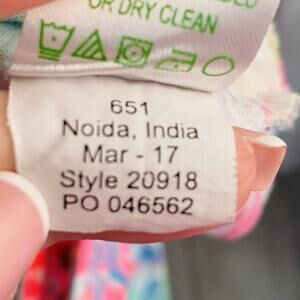 OR DRY CLEAN
651
Noida, India
Mar - 17
Style 20918
PO 046562